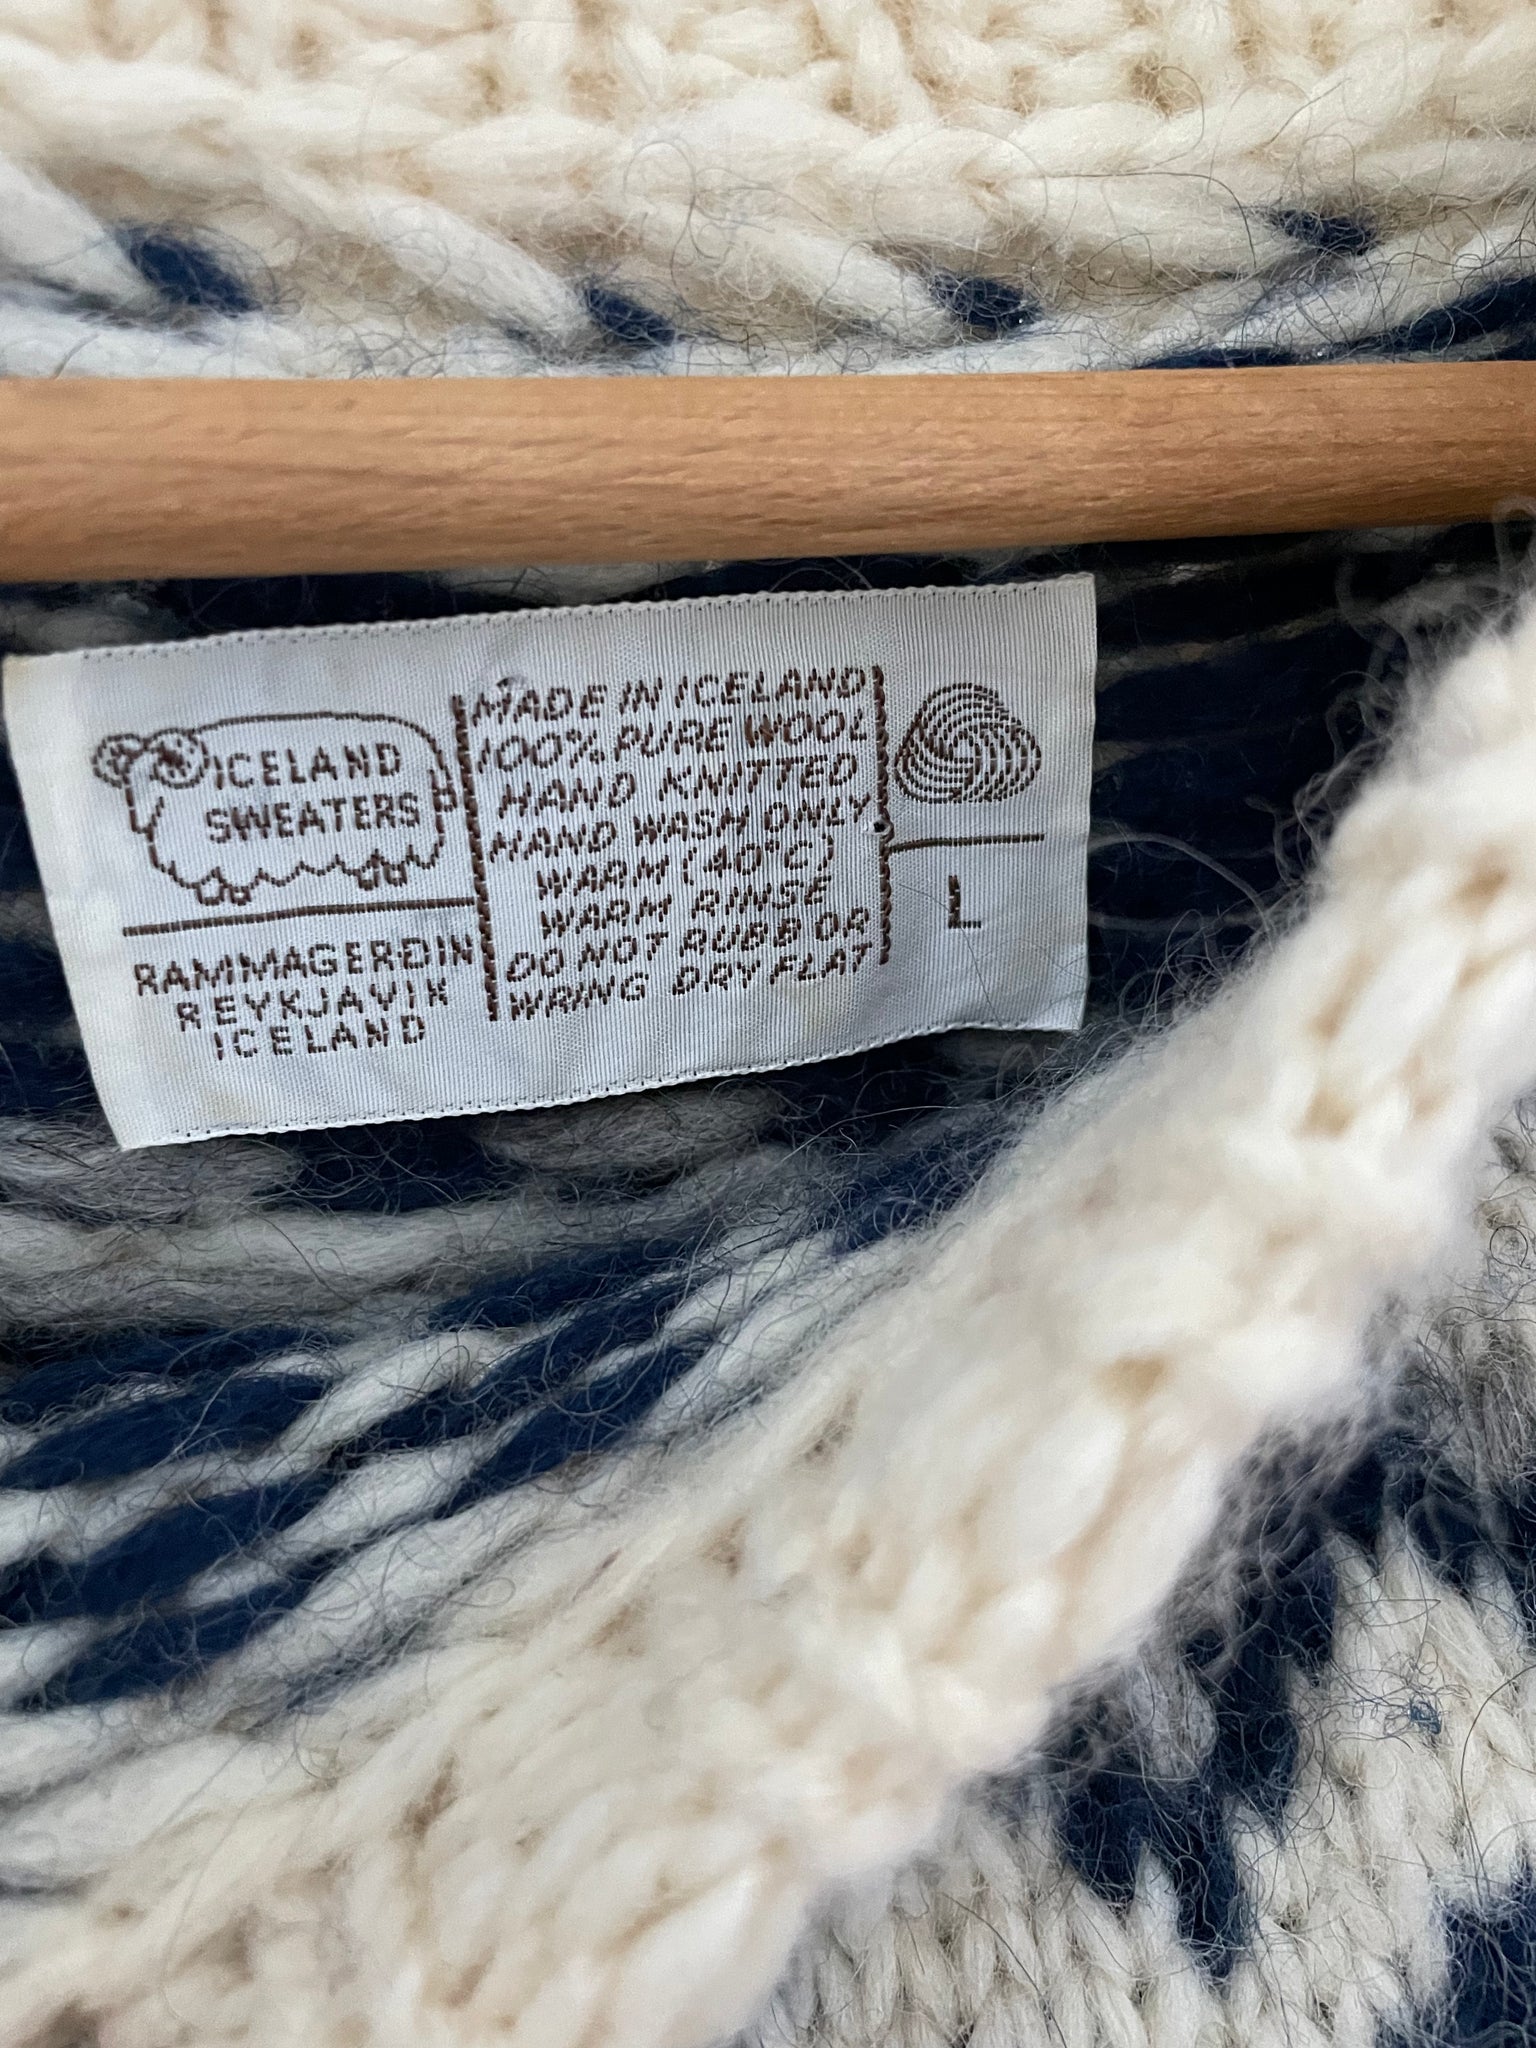 ICELAND
SWEATERS
RAMMAGERÐIN
REYKJAVIK
ICELAND
MADE IN ICELAND
100% PURE WOOL
HAND KNITTED
HAND WASH ONLY
WARM (40°C)
WARM RINSE
DO NOT RUBB OR
WRING DRY FLAT
L